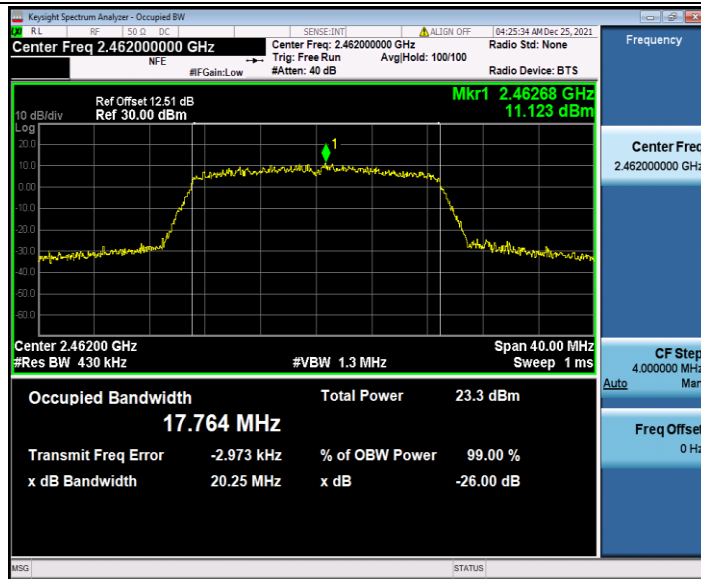 Keysight Spectrum Analyzer - Occupied BW
RL RF 50 Ω DC SENSE:INT ALIGN OFF 04:25:34 AM Dec 25, 2021
Center Freq 2.462000000 GHz
NFE
#IFGain:Low
Center Freq: 2.462000000 GHz
Trig: Free Run Avg|Hold: 100/100
#Atten: 40 dB
Radio Std: None
Radio Device: BTS
Frequency
Mkr1 2.46268 GHz
11.123 dBm
Ref Offset 12.51 dB
10 dB/div Ref 30.00 dBm
Log
20.0
10.0
0.00
-10.0
-20.0
-30.0
-40.0
-50.0
-60.0
1
Center Freq
2.462000000 GHz
Center 2.46200 GHz Span 40.00 MHz
#Res BW 430 kHz #VBW 1.3 MHz Sweep 1 ms
CF Step
4.000000 MHz
Auto Man
Freq Offset
0 Hz
Occupied Bandwidth Total Power 23.3 dBm
17.764 MHz
Transmit Freq Error -2.973 kHz % of OBW Power 99.00 %
x dB Bandwidth 20.25 MHz x dB -26.00 dB
MSG STATUS